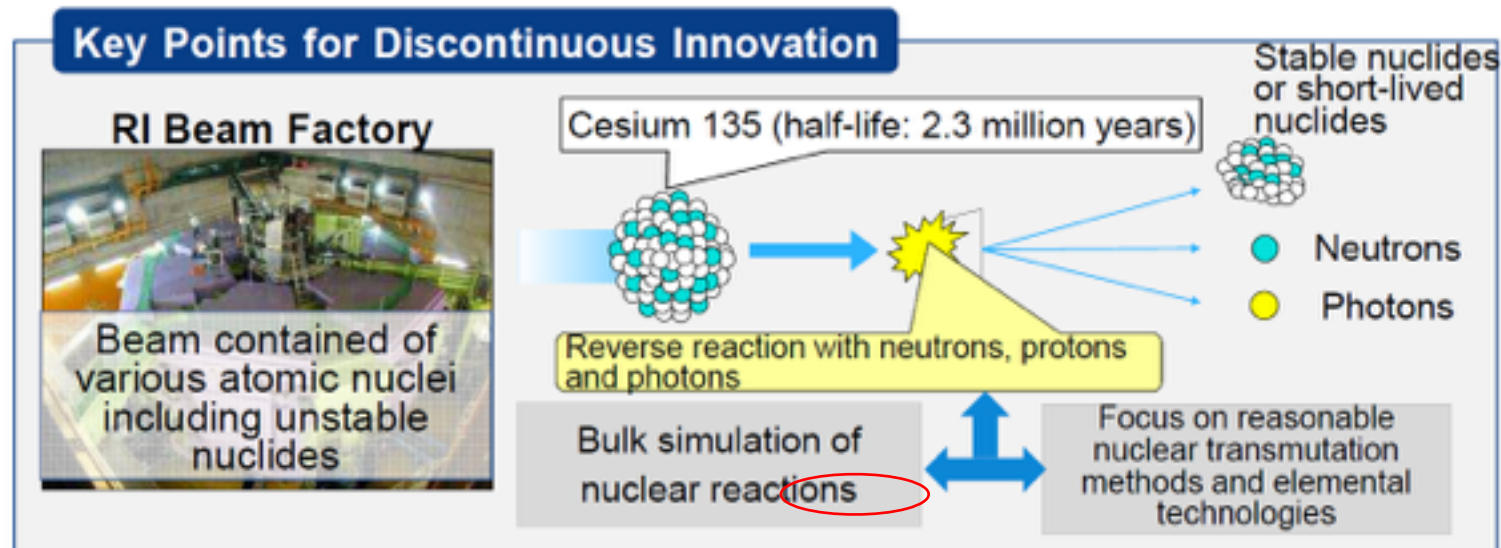 Key Points for Discontinuous Innovation
RI Beam Factory
Beam contained of
various atomic nuclei
including unstable
nuclides
Cesium 135 (half-life: 2.3 million years)
Stable nuclides
or short-lived
nuclides
Neutrons
Photons
Reverse reaction with neutrons, protons
and photons
Bulk simulation of
nuclear reactions
Focus on reasonable
nuclear transmutation
methods and elemental
technologies